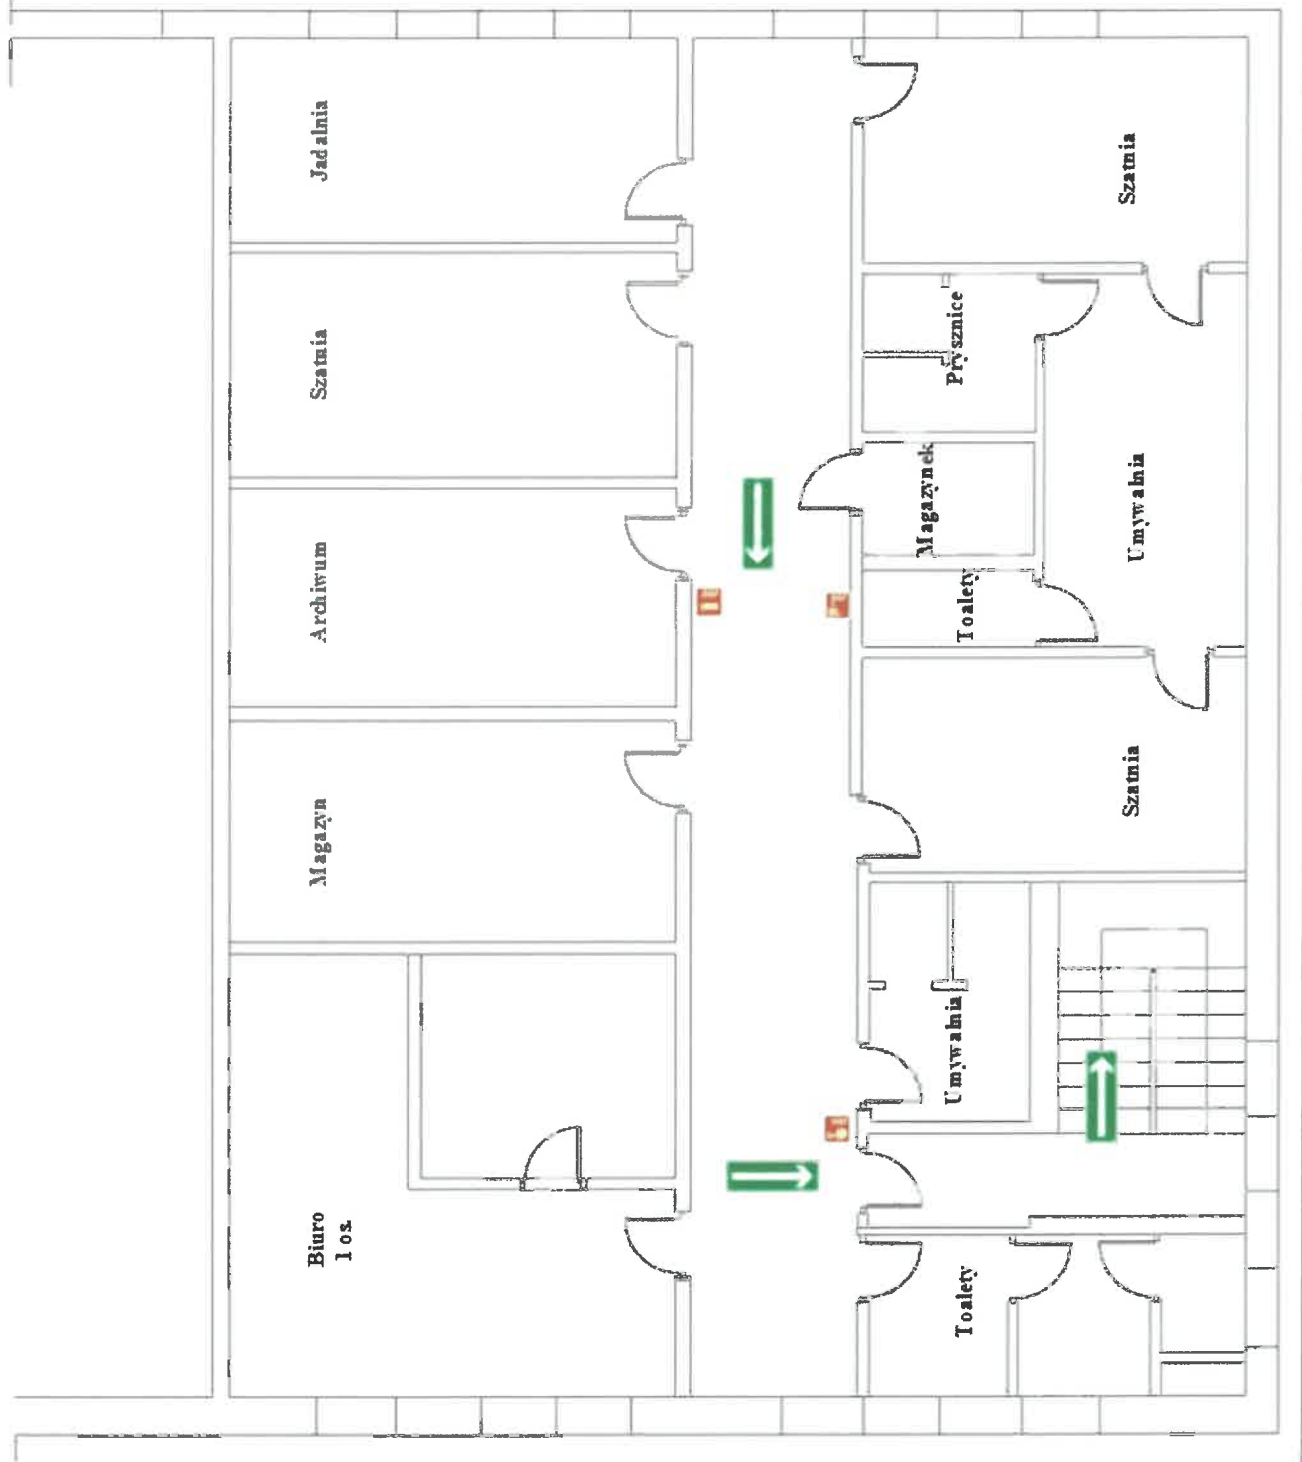 Biuro
1 os.
Magazyn
Archiwum
Szatnia
Jadalnia
Toalety
Umywalnia
Toalety
Magazynek
Prysznice
Szatnia
Umywalnia
Szatnia